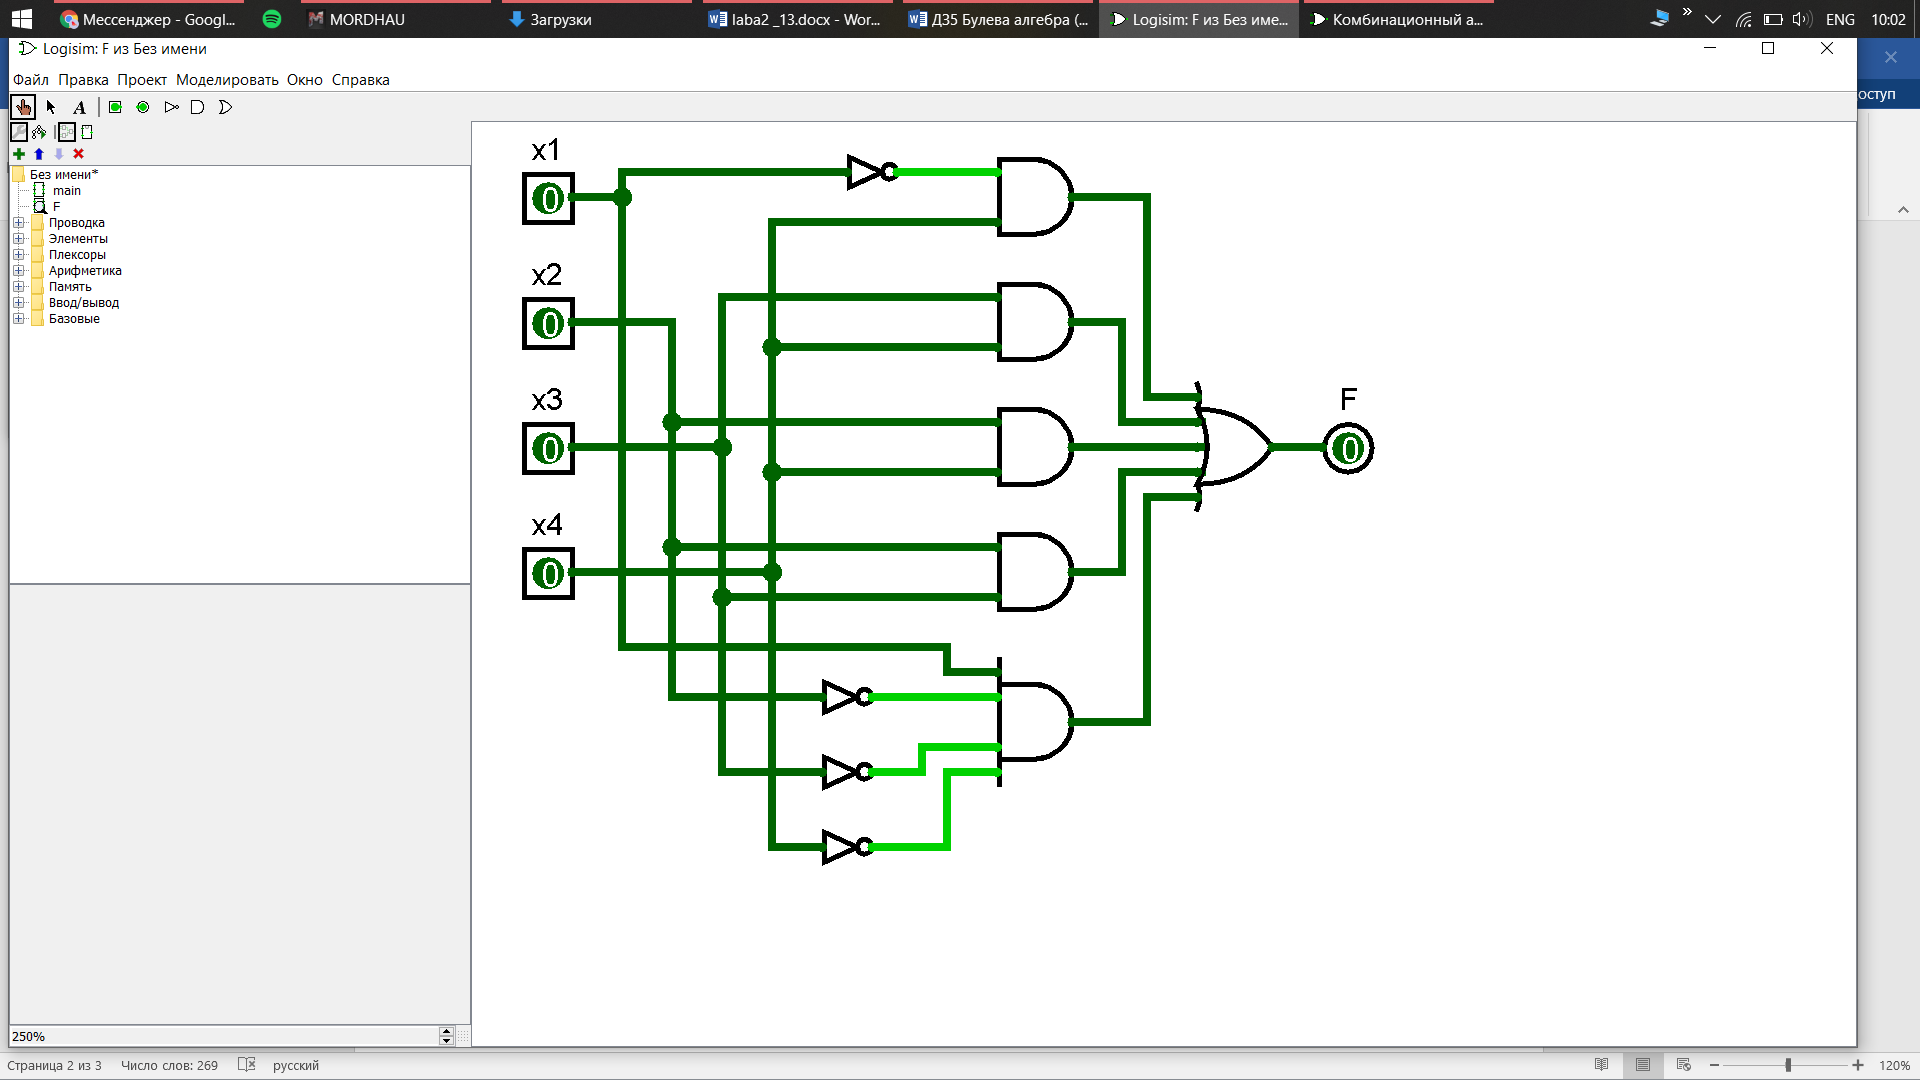 Мессенджер - Googl...
MORDHAU
Загрузки
laba2 _13.docx - Wor...
ДЗ5 Булева алгебра (...
Logisim: F из Без име...
Комбинационный а...
ENG
10:02
Logisim: F из Без имени
оступ
Файл Правка Проект Моделировать Окно Справка
A
Без имени*
main
F
Проводка
Элементы
Плексоры
Арифметика
Память
Ввод/вывод
Базовые
x1
0
x2
0
x3
0
x4
0
F
0
250%
Страница 2 из 3
Число слов: 269
русский
120%